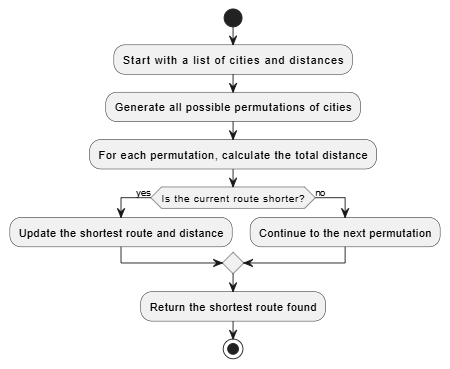 Start with a list of cities and distances
Generate all possible permutations of cities
For each permutation, calculate the total distance
yes
Is the current route shorter?
no
Update the shortest route and distance
Continue to the next permutation
Return the shortest route found